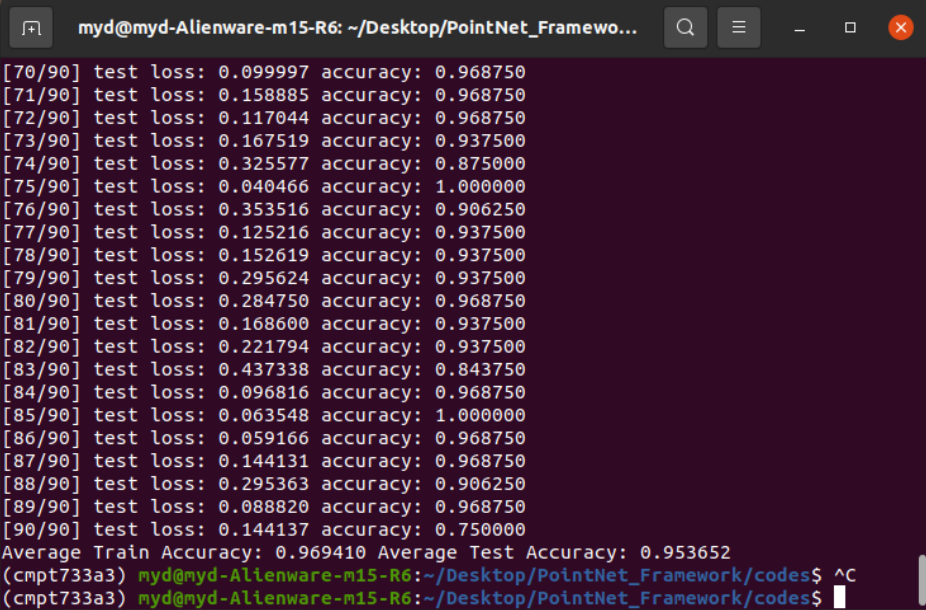 myd@myd-Alienware-m15-R6: ~/Desktop/PointNet_Framewo...
[70/90] test loss: 0.099997 accuracy: 0.968750
[71/90] test loss: 0.158885 accuracy: 0.968750
[72/90] test loss: 0.117044 accuracy: 0.968750
[73/90] test loss: 0.167519 accuracy: 0.937500
[74/90] test loss: 0.325577 accuracy: 0.875000
[75/90] test loss: 0.040466 accuracy: 1.000000
[76/90] test loss: 0.353516 accuracy: 0.906250
[77/90] test loss: 0.125216 accuracy: 0.937500
[78/90] test loss: 0.152619 accuracy: 0.937500
[79/90] test loss: 0.295624 accuracy: 0.937500
[80/90] test loss: 0.284750 accuracy: 0.968750
[81/90] test loss: 0.168600 accuracy: 0.937500
[82/90] test loss: 0.221794 accuracy: 0.937500
[83/90] test loss: 0.437338 accuracy: 0.843750
[84/90] test loss: 0.096816 accuracy: 0.968750
[85/90] test loss: 0.063548 accuracy: 1.000000
[86/90] test loss: 0.059166 accuracy: 0.968750
[87/90] test loss: 0.144131 accuracy: 0.968750
[88/90] test loss: 0.295363 accuracy: 0.906250
[89/90] test loss: 0.088820 accuracy: 0.968750
[90/90] test loss: 0.144137 accuracy: 0.750000
Average Train Accuracy: 0.969410 Average Test Accuracy: 0.953652
(cmpt733a3) myd@myd-Alienware-m15-R6:~/Desktop/PointNet_Framework/codes$ ^C
(cmpt733a3) myd@myd-Alienware-m15-R6:~/Desktop/PointNet_Framework/codes$